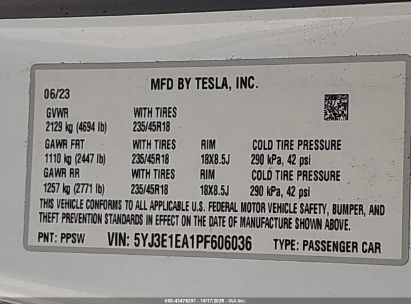 MFD BY TESLA, INC.
06/23
GVWR WITH TIRES
2129 kg (4694 lb) 235/45R18
GAWR FRT WITH TIRES RIM COLD TIRE PRESSURE
1110 kg (2447 lb) 235/45R18 18X8.5J 290 kPa, 42 psi
GAWR RR WITH TIRES RIM COLD TIRE PRESSURE
1257 kg (2771 lb) 235/45R18 18X8.5J 290 kPa, 42 psi
THIS VEHICLE CONFORMS TO ALL APPLICABLE U.S. FEDERAL MOTOR VEHICLE SAFETY, BUMPER, AND
THEFT PREVENTION STANDARDS IN EFFECT ON THE DATE OF MANUFACTURE SHOWN ABOVE.
PNT: PPSW VIN: 5YJ3E1EA1PF606036 TYPE: PASSENGER CAR